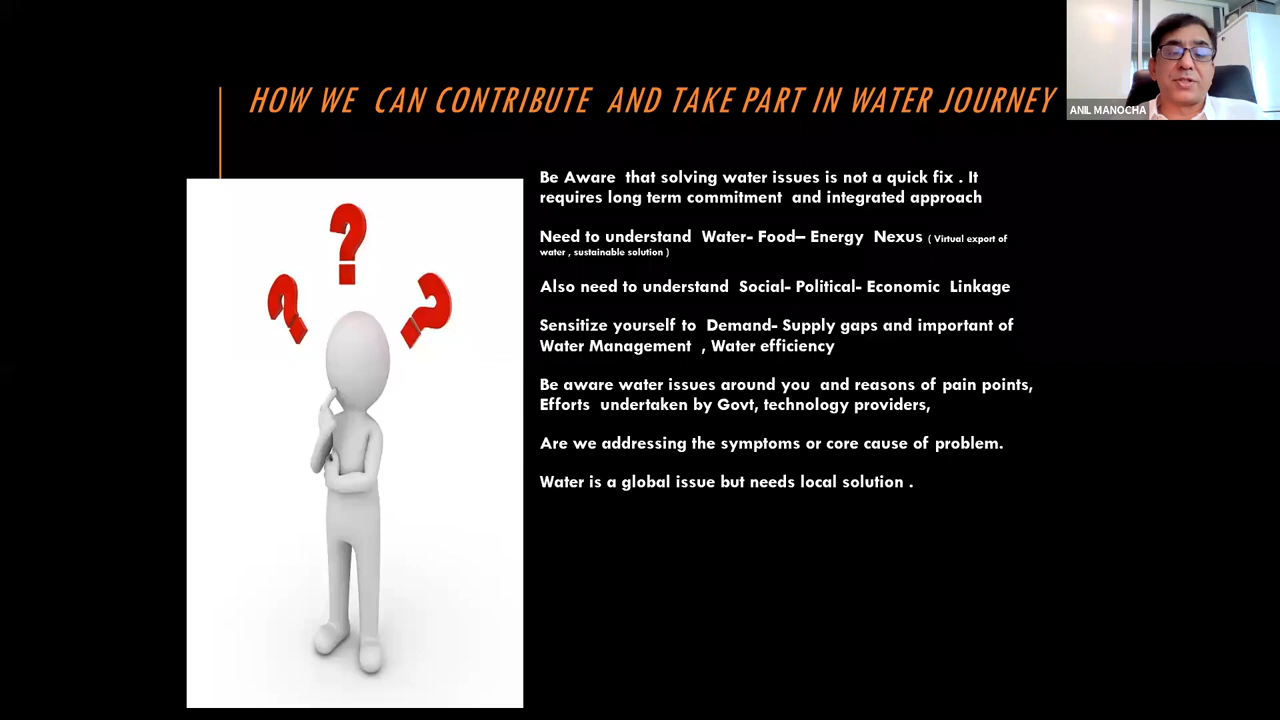 HOW WE CAN CONTRIBUTE AND TAKE PART IN WATER JOURNEY
ANIL MANOCHA
Be Aware that solving water issues is not a quick fix . It
requires long term commitment and integrated approach
Need to understand Water- Food– Energy Nexus ( Virtual export of
water , sustainable solution )
Also need to understand Social- Political- Economic Linkage
Sensitize yourself to Demand- Supply gaps and important of
Water Management , Water efficiency
Be aware water issues around you and reasons of pain points,
Efforts undertaken by Govt, technology providers,
Are we addressing the symptoms or core cause of problem.
Water is a global issue but needs local solution .